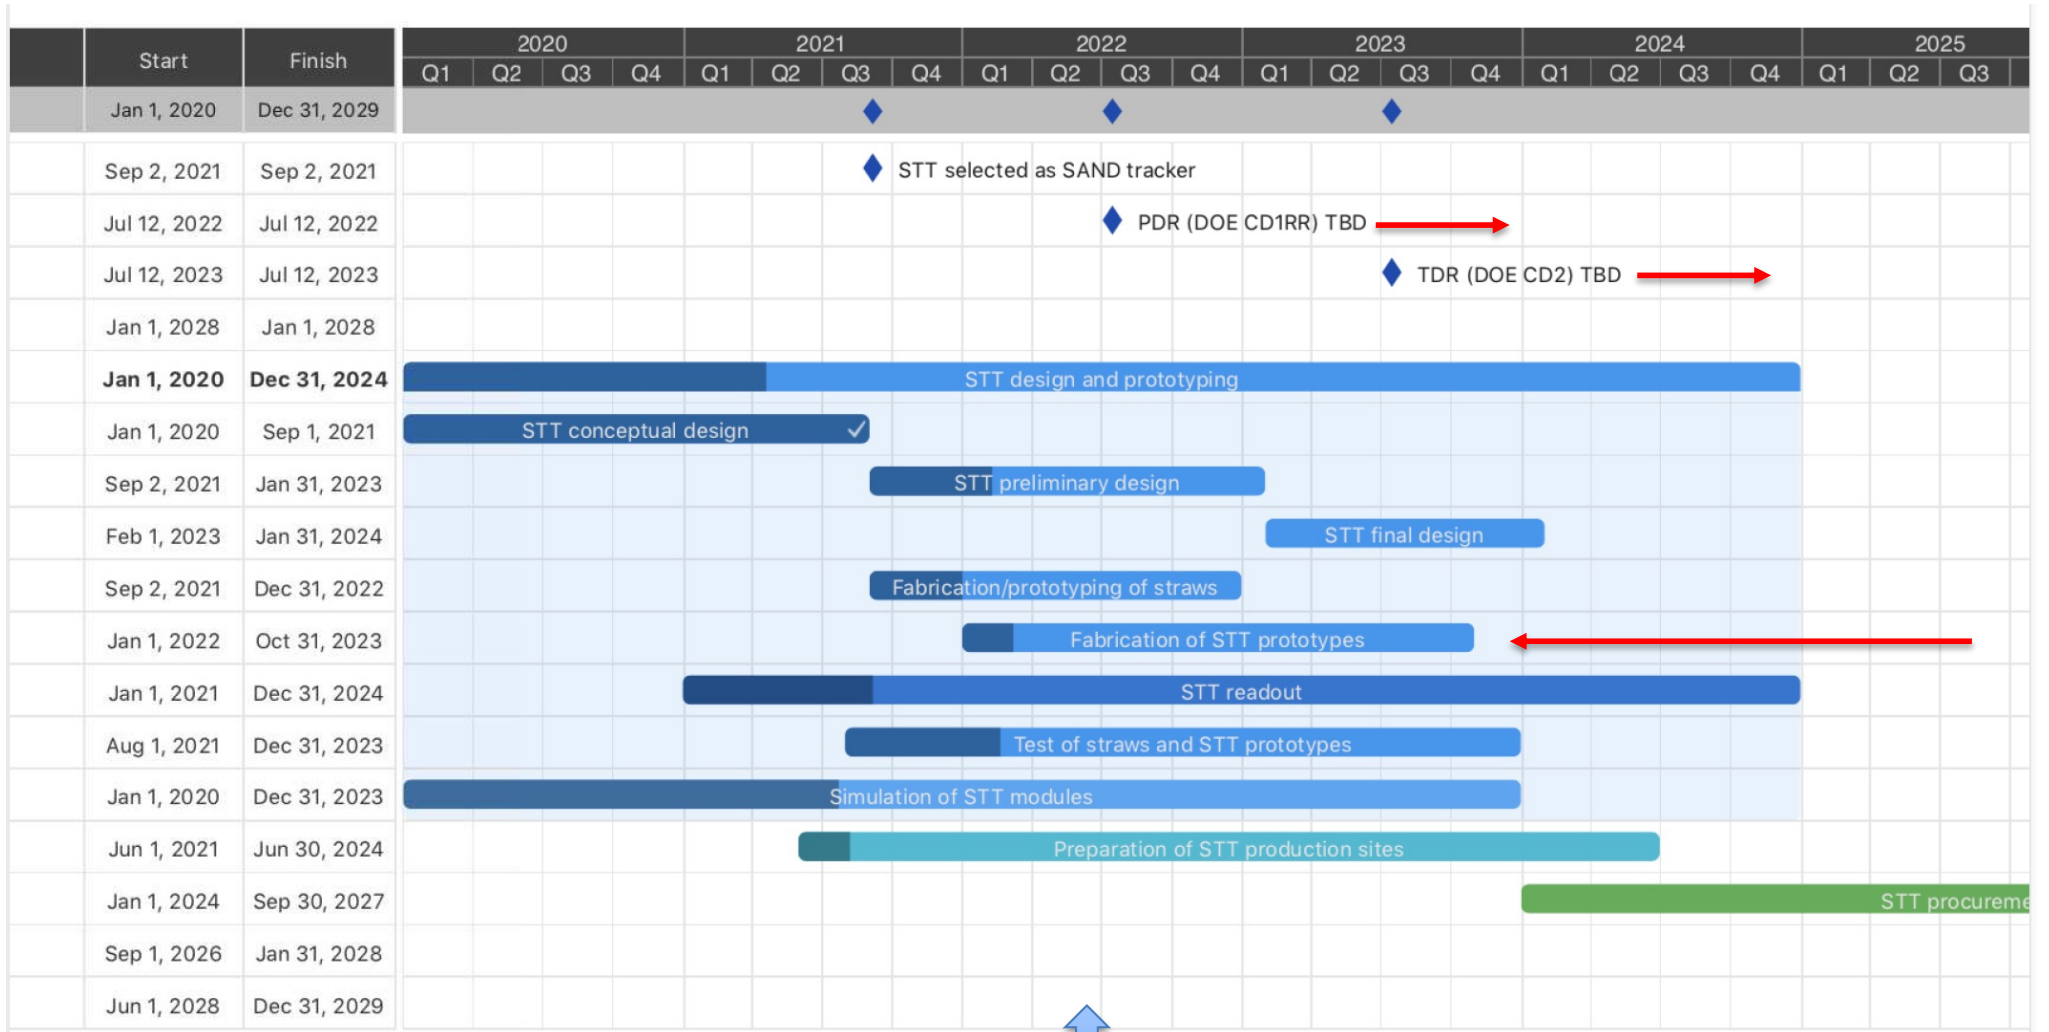 Start Finish 2020 2021 2022 2023 2024 2025
Q1 Q2 Q3 Q4 Q1 Q2 Q3 Q4 Q1 Q2 Q3 Q4 Q1 Q2 Q3 Q4 Q1 Q2 Q3 Q4 Q1 Q2 Q3
Jan 1, 2020 Dec 31, 2029
Sep 2, 2021 Sep 2, 2021 STT selected as SAND tracker
Jul 12, 2022 Jul 12, 2022 PDR (DOE CD1RR) TBD
Jul 12, 2023 Jul 12, 2023 TDR (DOE CD2) TBD
Jan 1, 2028 Jan 1, 2028
Jan 1, 2020 Dec 31, 2024 STT design and prototyping
Jan 1, 2020 Sep 1, 2021 STT conceptual design
Sep 2, 2021 Jan 31, 2023 STT preliminary design
Feb 1, 2023 Jan 31, 2024 STT final design
Sep 2, 2021 Dec 31, 2022 Fabrication/prototyping of straws
Jan 1, 2022 Oct 31, 2023 Fabrication of STT prototypes
Jan 1, 2021 Dec 31, 2024 STT readout
Aug 1, 2021 Dec 31, 2023 Test of straws and STT prototypes
Jan 1, 2020 Dec 31, 2023 Simulation of STT modules
Jun 1, 2021 Jun 30, 2024 Preparation of STT production sites
Jan 1, 2024 Sep 30, 2027 STT procureme
Sep 1, 2026 Jan 31, 2028
Jun 1, 2028 Dec 31, 2029